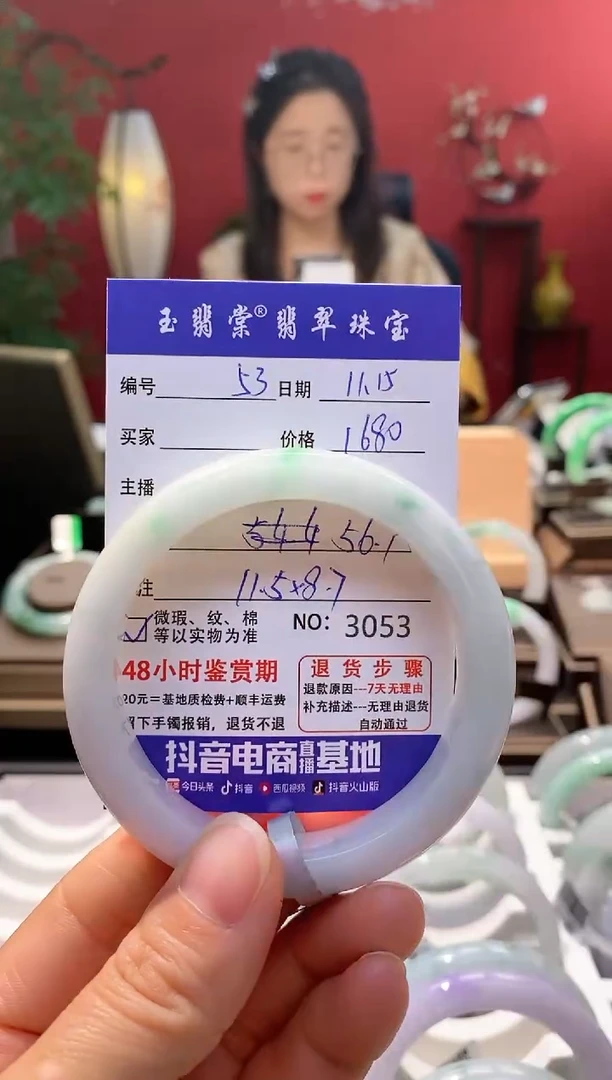 玉翡棠®翡翠珠宝
编号 53 日期 11.15
买家 价格 1680
主播
56.1
注 11.5×8.7
微瑕、纹、棉 NO: 3053
等以实物为准
48小时鉴赏期 退货步骤
20元=基地质检费+顺丰运费 退款原因---7天无理由
留下手镯报销，退货不退 补充描述---无理由退货
自动通过
抖音电商直播基地
今日头条 抖音 西瓜视频 抖音火山版